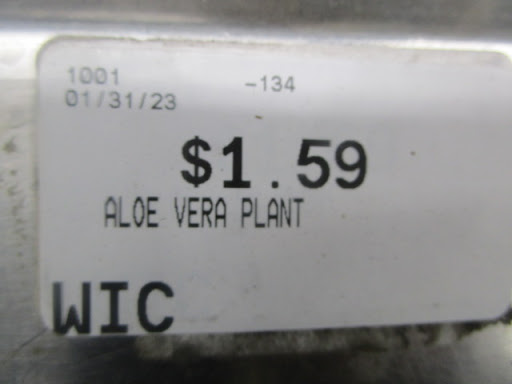 1001 -134
01/31/23
$1.59
ALOE VERA PLANT
WIC